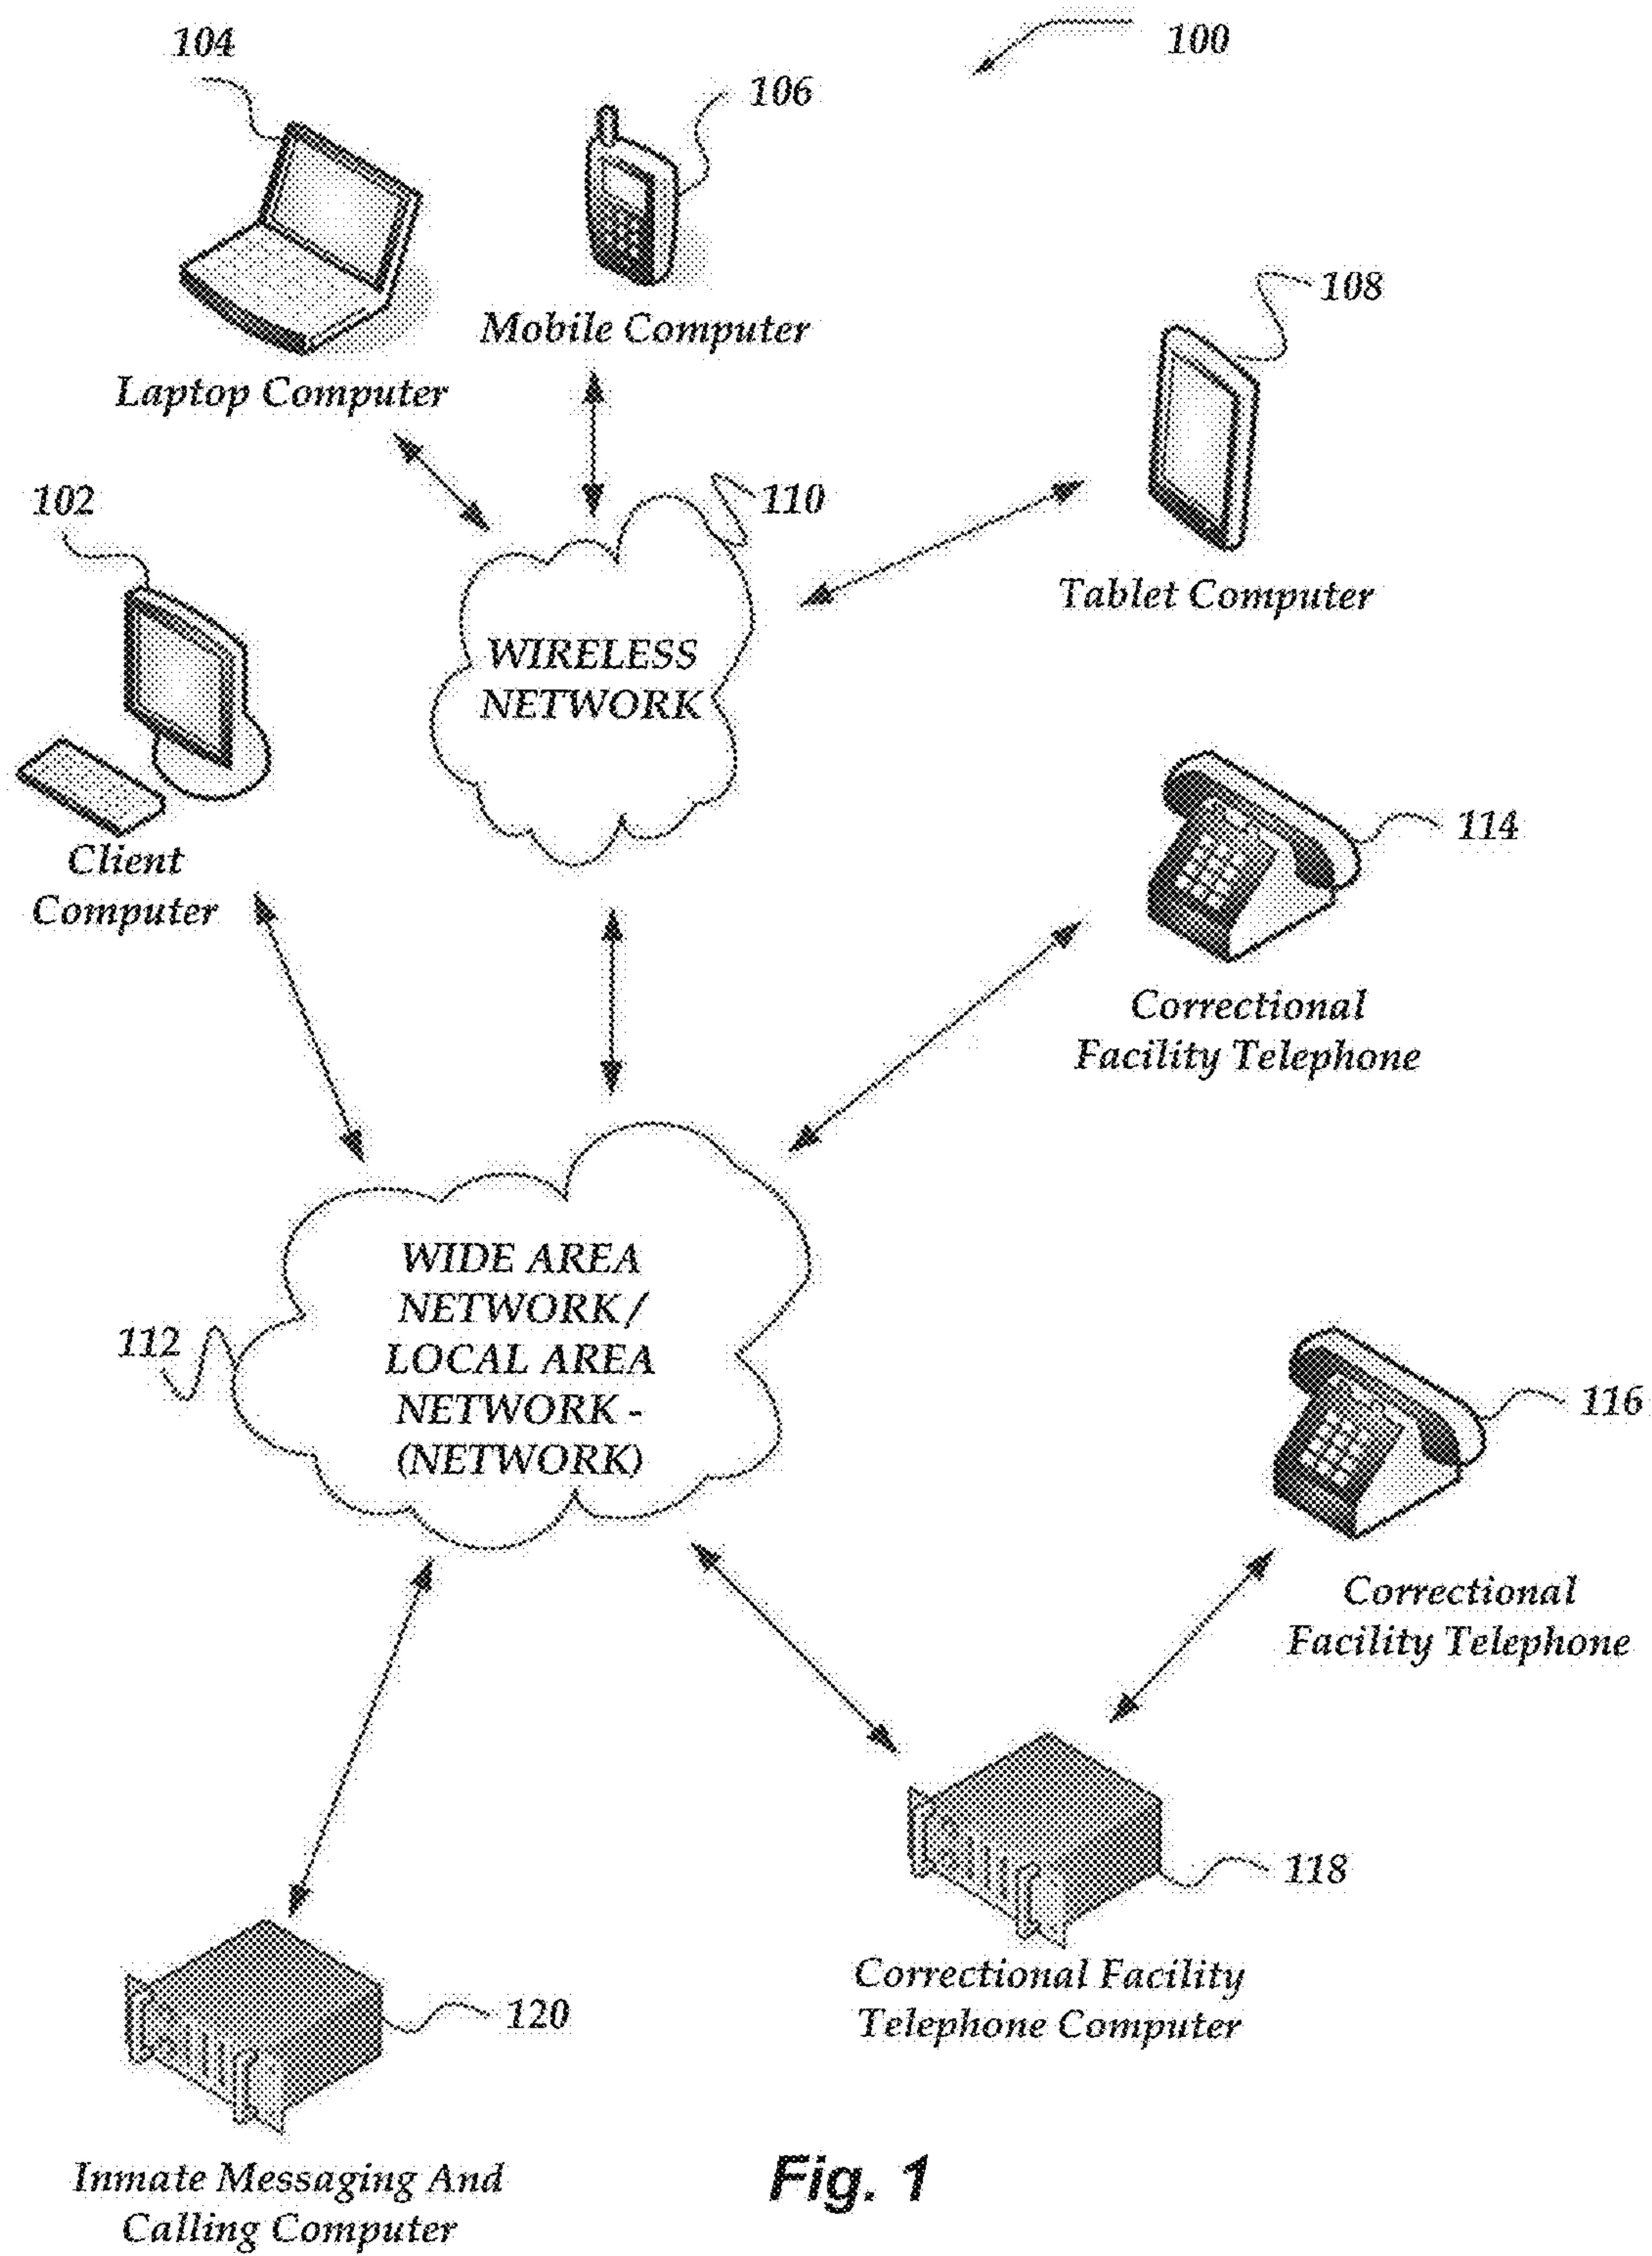 104
100
106
108
Mobile Computer
Laptop Computer
102
110
Tablet Computer
WIRELESS
NETWORK
114
Client
Computer
Correctional
Facility Telephone
WIDE AREA
NETWORK /
LOCAL AREA
NETWORK -
(NETWORK)
112
116
Correctional
Facility Telephone
118
Correctional Facility
Telephone Computer
120
Inmate Messaging And
Calling Computer
Fig. 1